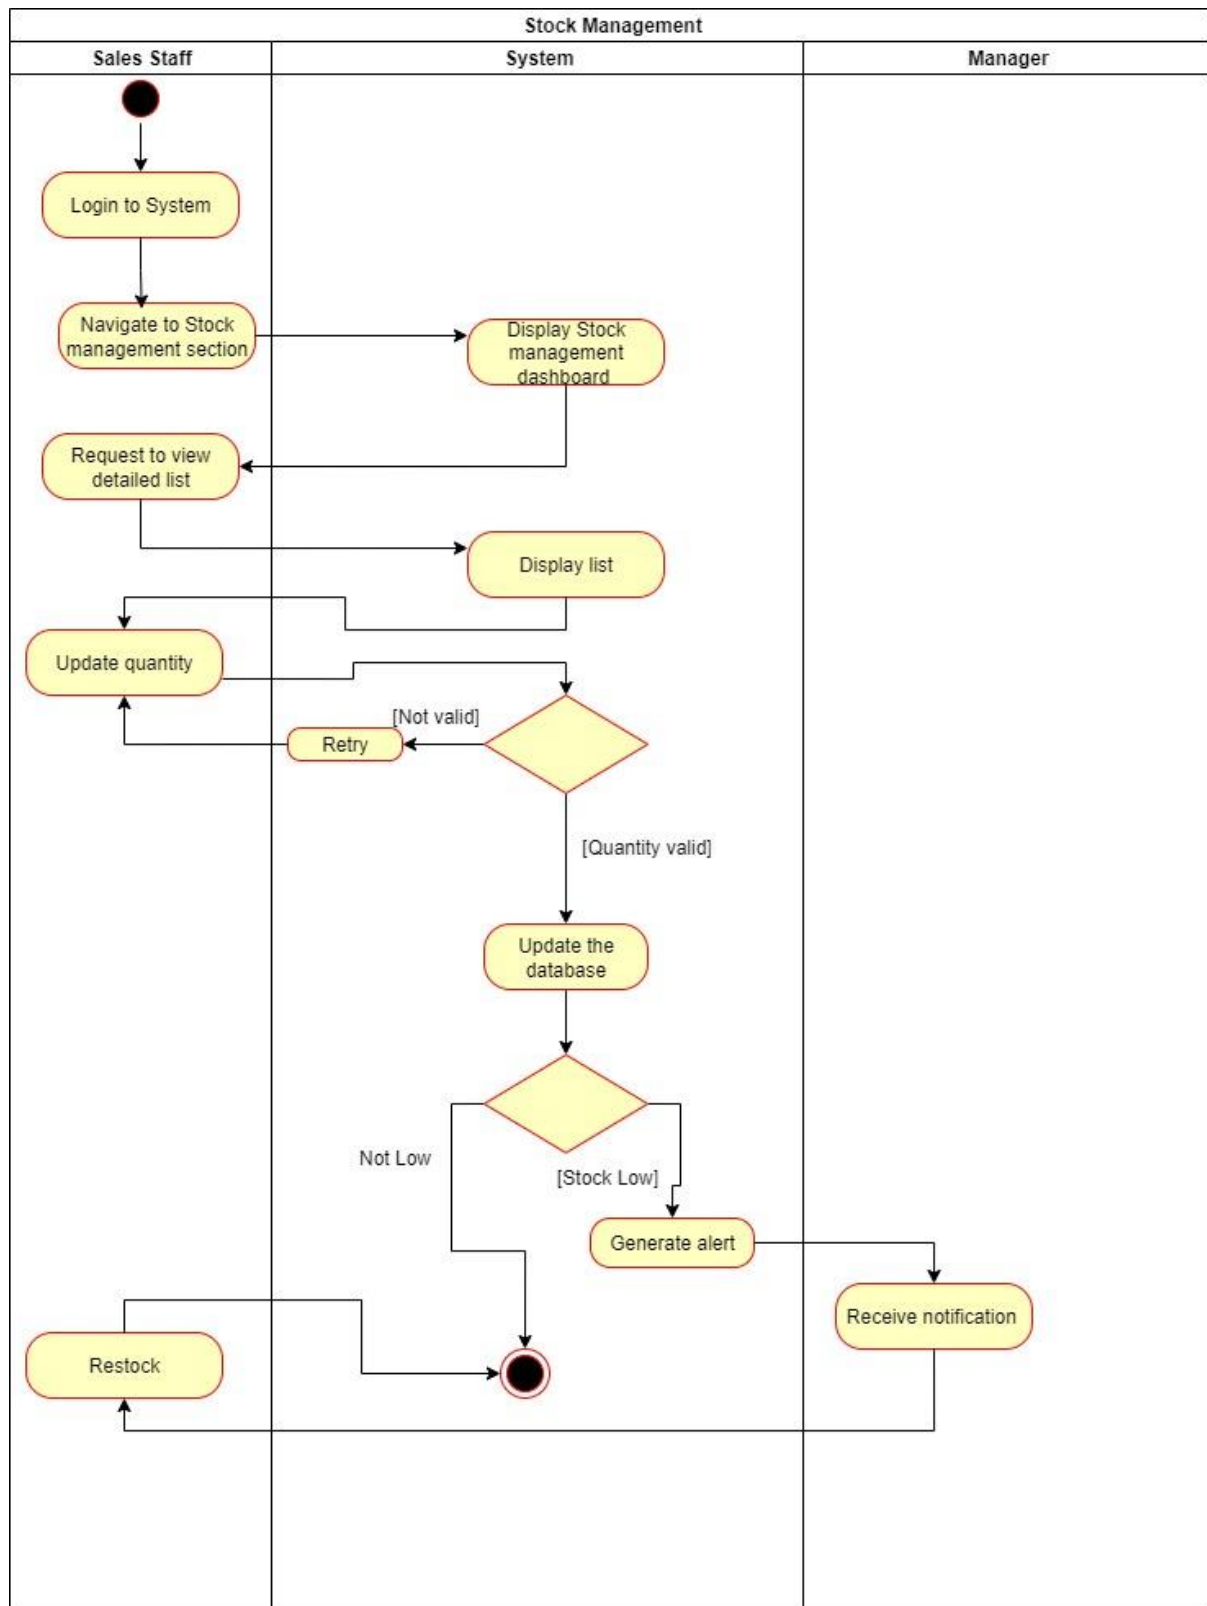 Stock Management
Sales Staff
System
Manager
Login to System
Navigate to Stock
management section
Display Stock
management
dashboard
Request to view
detailed list
Display list
Update quantity
[Not valid]
Retry
[Quantity valid]
Update the
database
Not Low
[Stock Low]
Generate alert
Receive notification
Restock